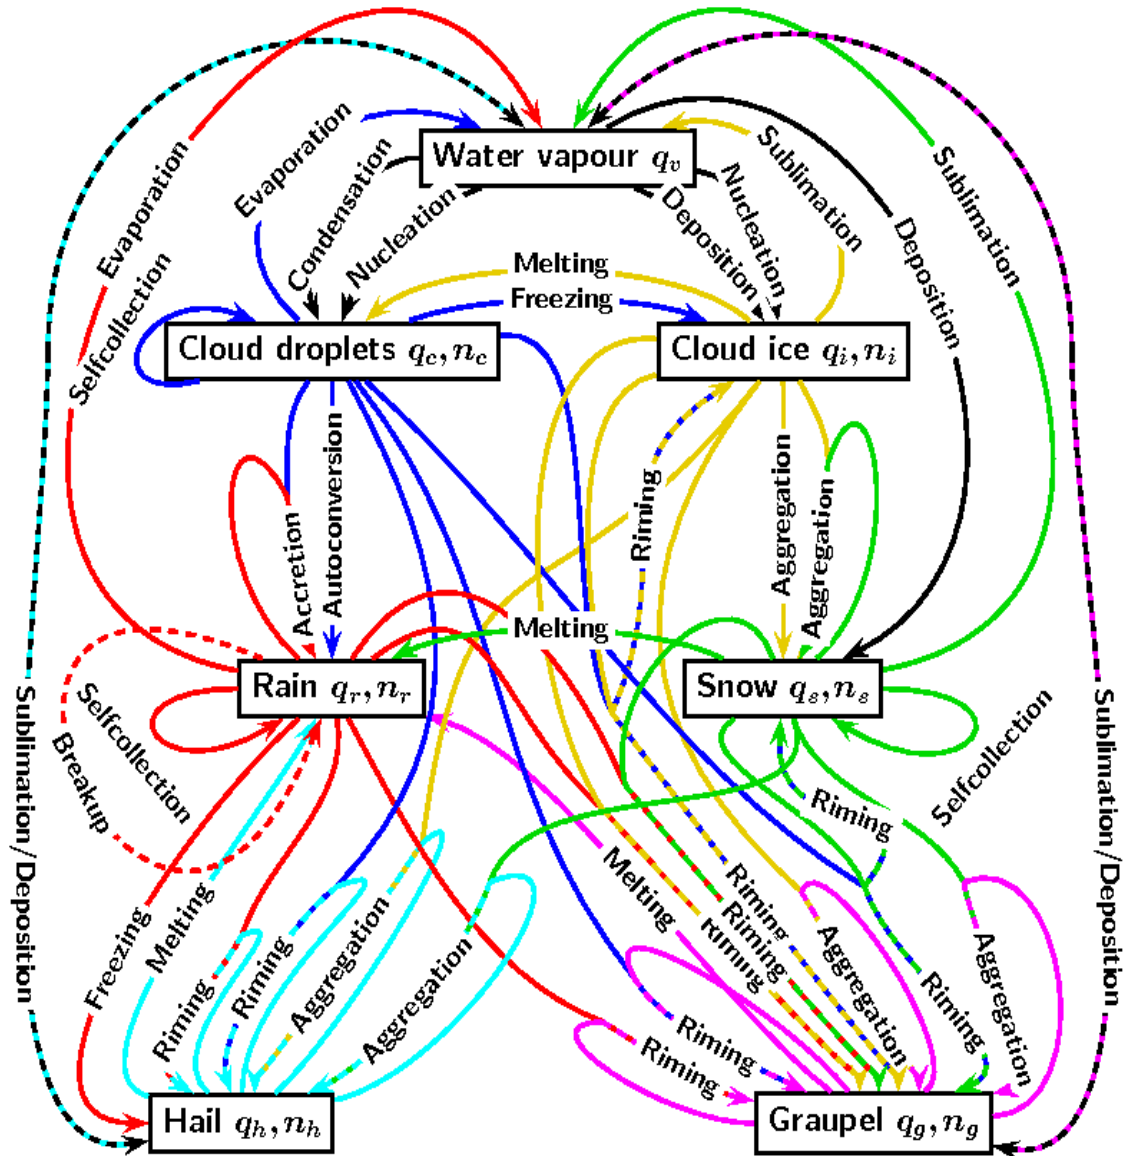 Water vapour q_v
Evaporation
Condensation
Nucleation
Deposition
Nucleation
Sublimation
Sublimation
Deposition
Evaporation
Selfcollection
Melting
Freezing
Cloud droplets q_c, n_c
Cloud ice q_i, n_i
Accretion
Autoconversion
Riming
Aggregation
Aggregation
Melting
Rain q_r, n_r
Snow q_s, n_s
Selfcollection
Breakup
Selfcollection
Sublimation/Deposition
Sublimation/Deposition
Riming
Freezing
Melting
Riming
Riming
Aggregation
Aggregation
Melting
Riming
Riming
Riming
Aggregation
Riming
Aggregation
Riming
Riming
Hail q_h, n_h
Graupel q_g, n_g